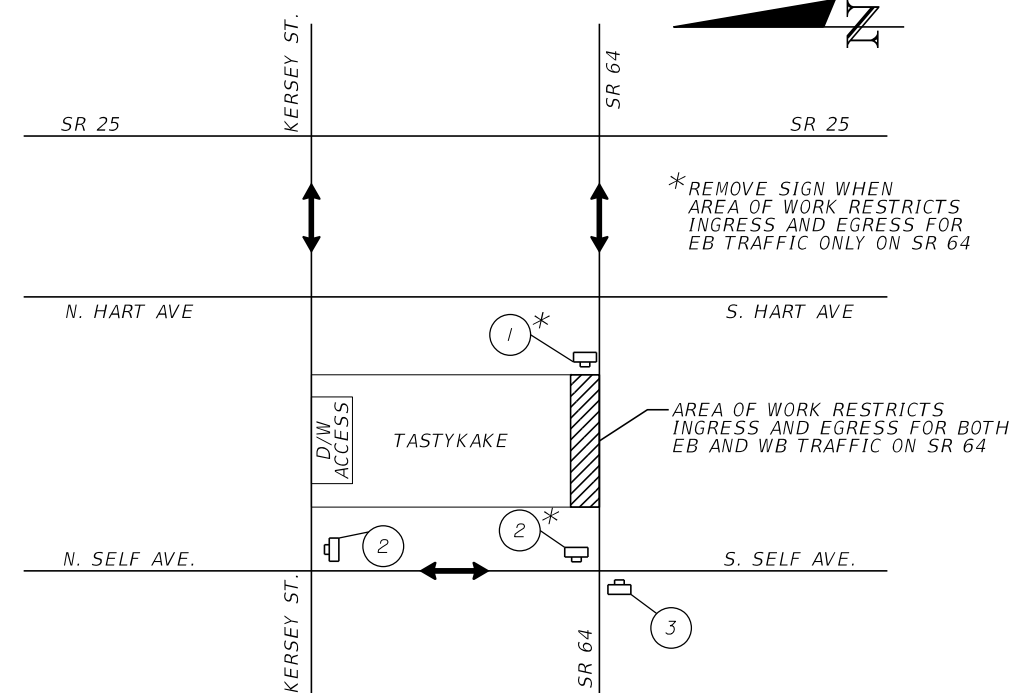 KERSEY ST.
SR 64
N
SR 25
SR 25
*REMOVE SIGN WHEN
AREA OF WORK RESTRICTS
INGRESS AND EGRESS FOR
EB TRAFFIC ONLY ON SR 64
N. HART AVE
S. HART AVE
1*
AREA OF WORK RESTRICTS
INGRESS AND EGRESS FOR BOTH
EB AND WB TRAFFIC ON SR 64
D/W
ACCESS
TASTYKAKE
2*
2
N. SELF AVE.
S. SELF AVE.
3
KERSEY ST.
SR 64